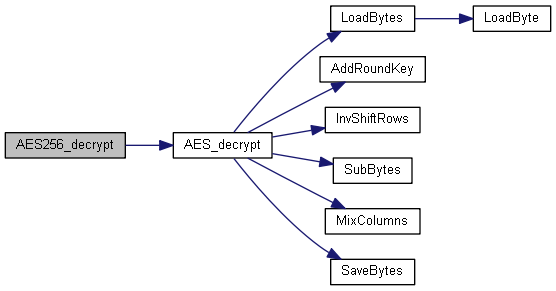 LoadBytes
LoadByte
AddRoundKey
InvShiftRows
AES256_decrypt
AES_decrypt
SubBytes
MixColumns
SaveBytes